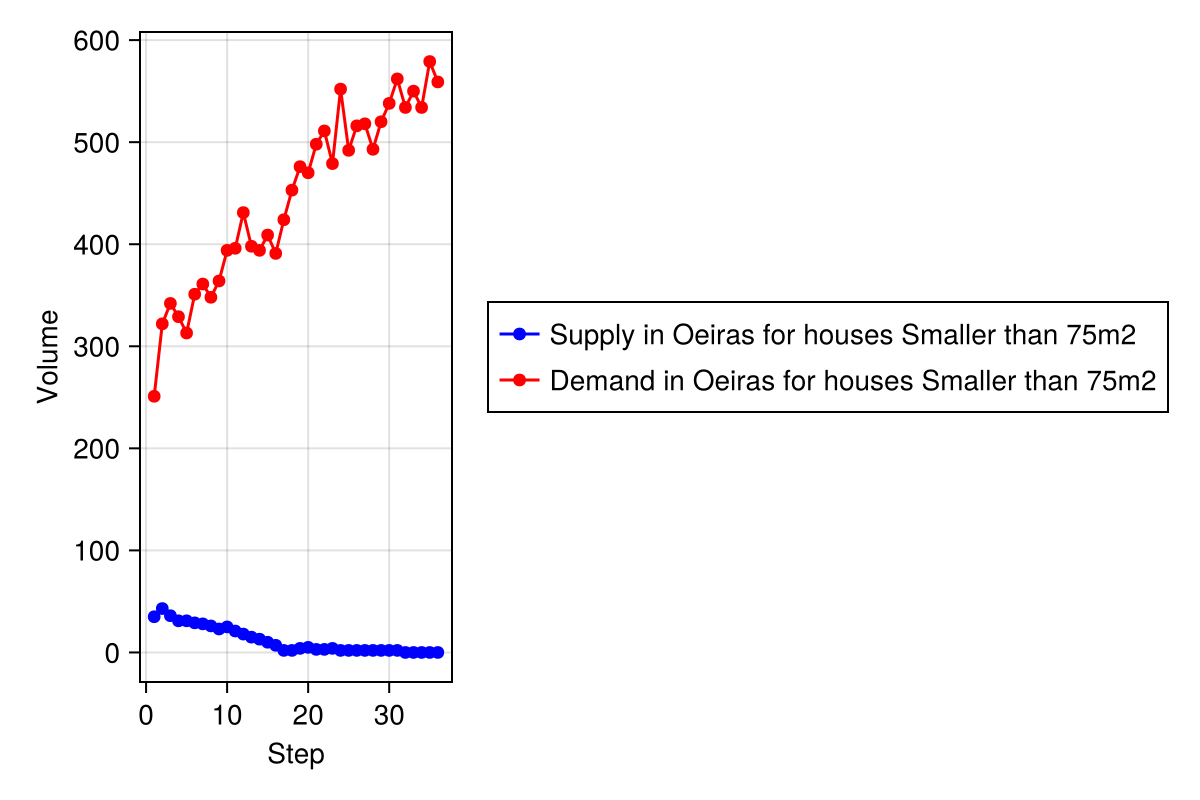 600
500
400
300
200
100
0
Volume
0 10 20 30
Step
Supply in Oeiras for houses Smaller than 75m2
Demand in Oeiras for houses Smaller than 75m2